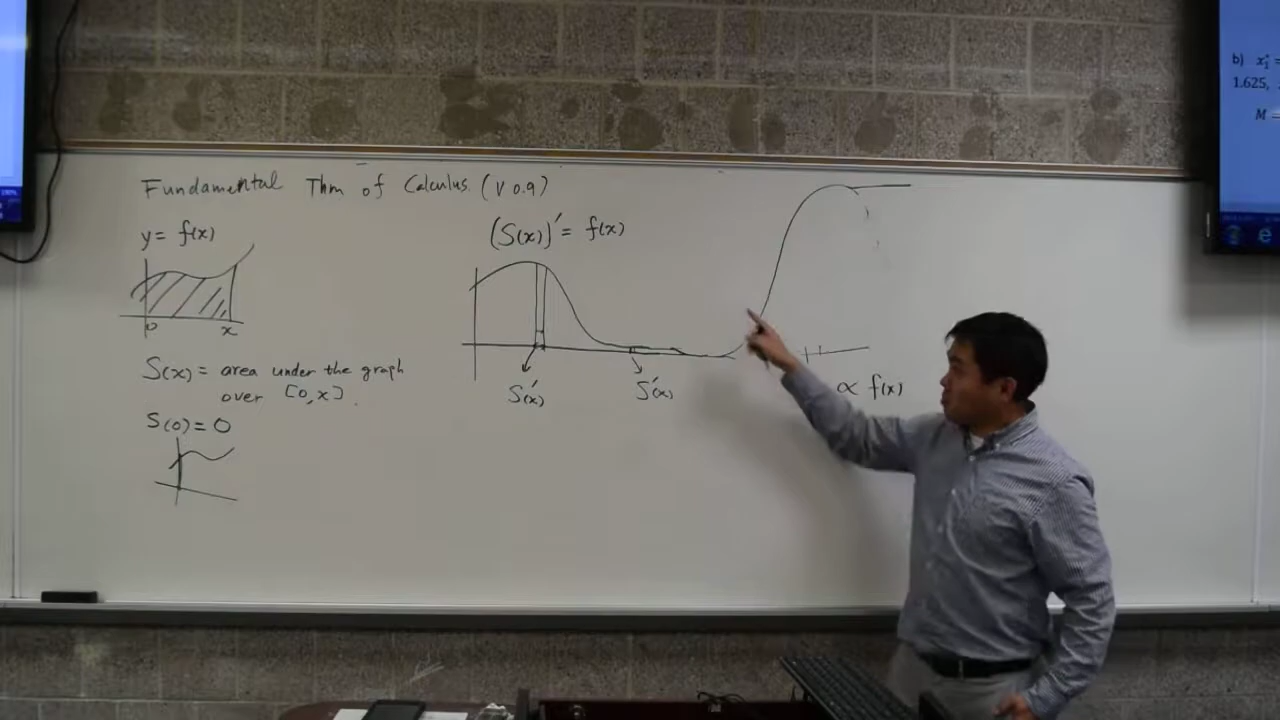 Fundamental Thm of Calculus. (V 0.9)
y = f(x)
0 x
S(x) = area under the graph
over [0,x].
S(0) = 0
(S(x))' = f(x)
S'(x) S'(x)
∝ f(x)
b) x₁* =
1.625,
M =